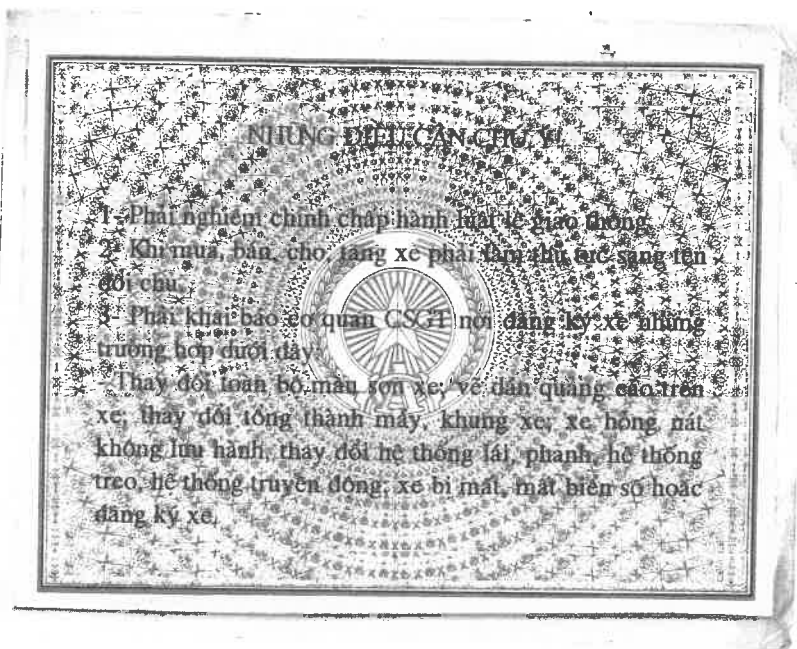 NHỮNG ĐIỀU CẦN CHÚ Ý!
1- Phải nghiêm chỉnh chấp hành luật lệ giao thông.
2- Khi mua, bán, cho, tặng xe phải làm thủ tục sang tên
đổi chủ.
3- Phải khai báo cơ quan CSGT nơi đăng ký xe những
trường hợp dưới đây:
- Thay đổi toàn bộ màu sơn xe; vẽ dán quảng cáo trên
xe; thay đổi tổng thành máy, khung xe; xe hỏng nát
không lưu hành, thay đổi hệ thống lái, phanh, hệ thống
treo, hệ thống truyền động; xe bị mất, mất biển số hoặc
đăng ký xe.